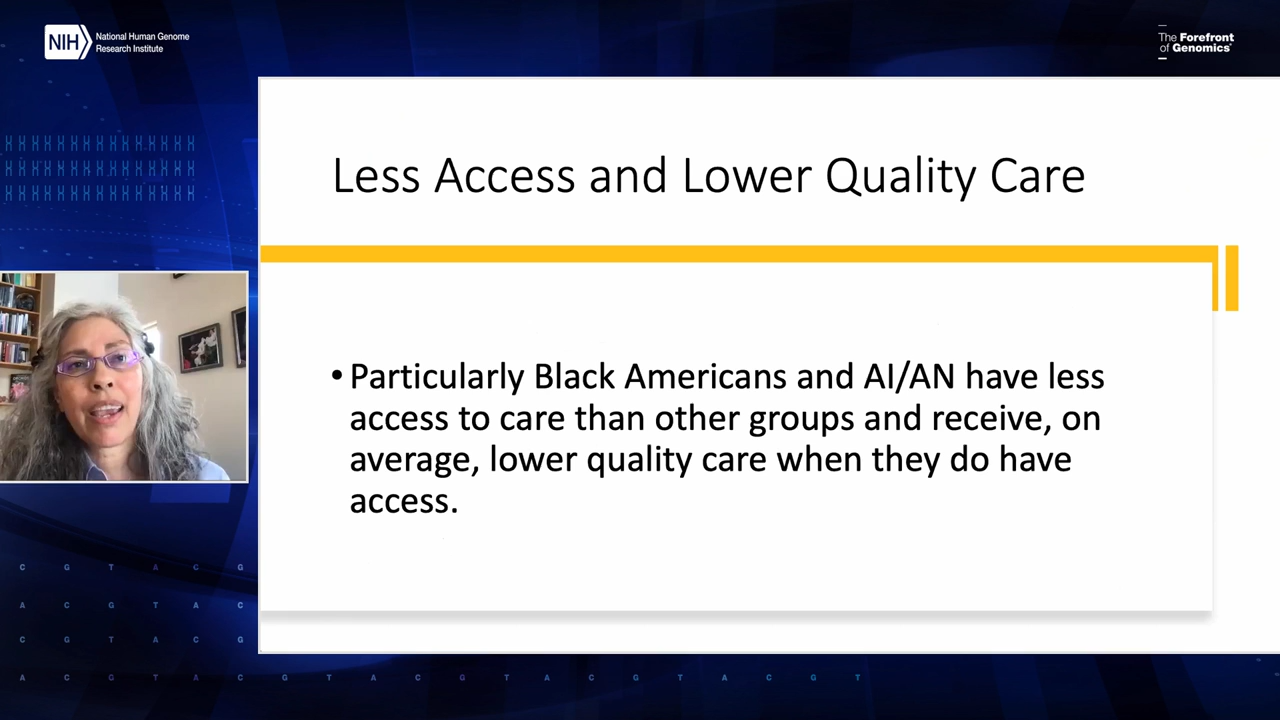 NIH
National Human Genome
Research Institute
The Forefront
of Genomics
Less Access and Lower Quality Care
• Particularly Black Americans and AI/AN have less
access to care than other groups and receive, on
average, lower quality care when they do have
access.
C G T A C G
A C G T A C
C G T A C G
A C G T A C G T A C G T A C G T A C G T